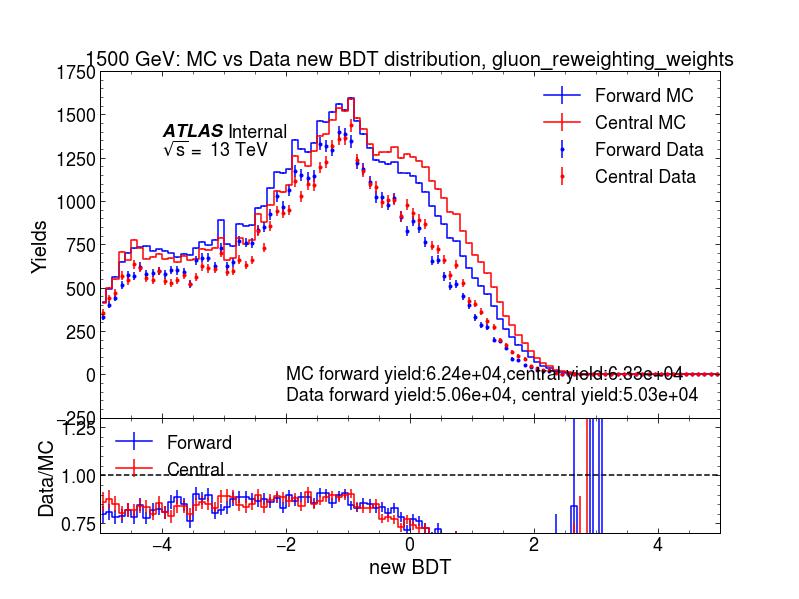 1500 GeV: MC vs Data new BDT distribution, gluon_reweighting_weights
1750
1500
1250
1000
750
500
250
0
−250
Yields
ATLAS Internal
√s = 13 TeV
Forward MC
Central MC
Forward Data
Central Data
MC forward yield:6.24e+04,central yield:6.33e+04
Data forward yield:5.06e+04, central yield:5.03e+04
1.25
1.00
0.75
Data/MC
Forward
Central
−4 −2 0 2 4
new BDT